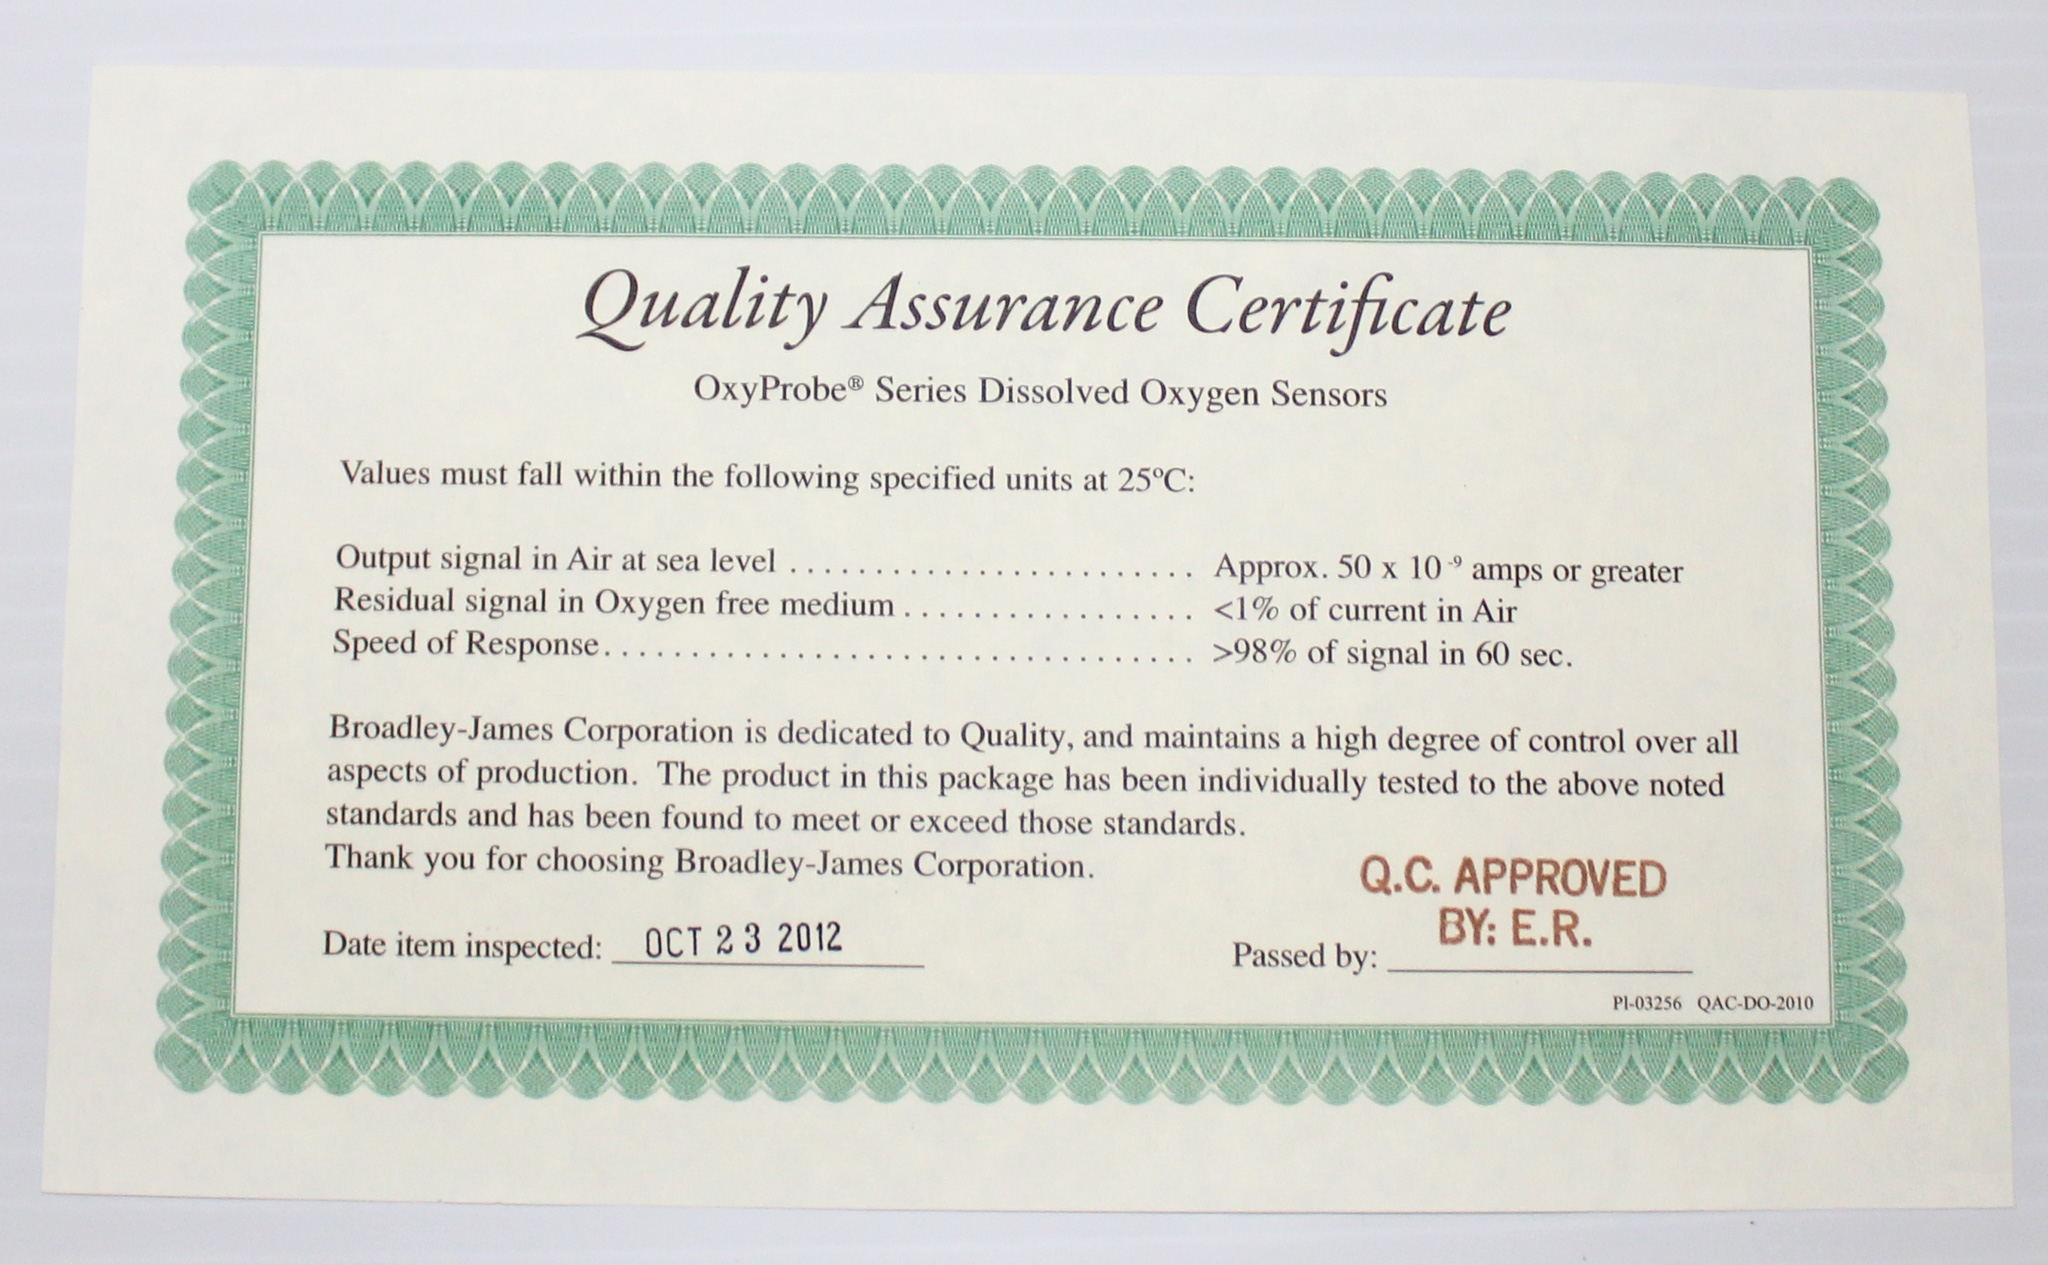 Quality Assurance Certificate
OxyProbe® Series Dissolved Oxygen Sensors
Values must fall within the following specified units at 25ºC:
Output signal in Air at sea level ........................ Approx. 50 x 10⁻⁹ amps or greater
Residual signal in Oxygen free medium ................. <1% of current in Air
Speed of Response................................... >98% of signal in 60 sec.
Broadley-James Corporation is dedicated to Quality, and maintains a high degree of control over all
aspects of production. The product in this package has been individually tested to the above noted
standards and has been found to meet or exceed those standards.
Thank you for choosing Broadley-James Corporation.
Q.C. APPROVED
BY: E.R.
Date item inspected: OCT 23 2012 Passed by:
PI-03256 QAC-DO-2010